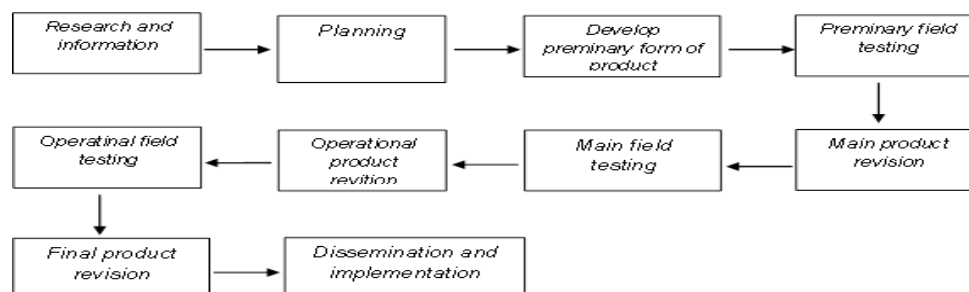 Research and
information
Planning
Develop
preminary form of
product
Preminary field
testing
Main product
revision
Main field
testing
Operational
product
revition
Operatinal field
testing
Final product
revision
Dissemination and
implementation